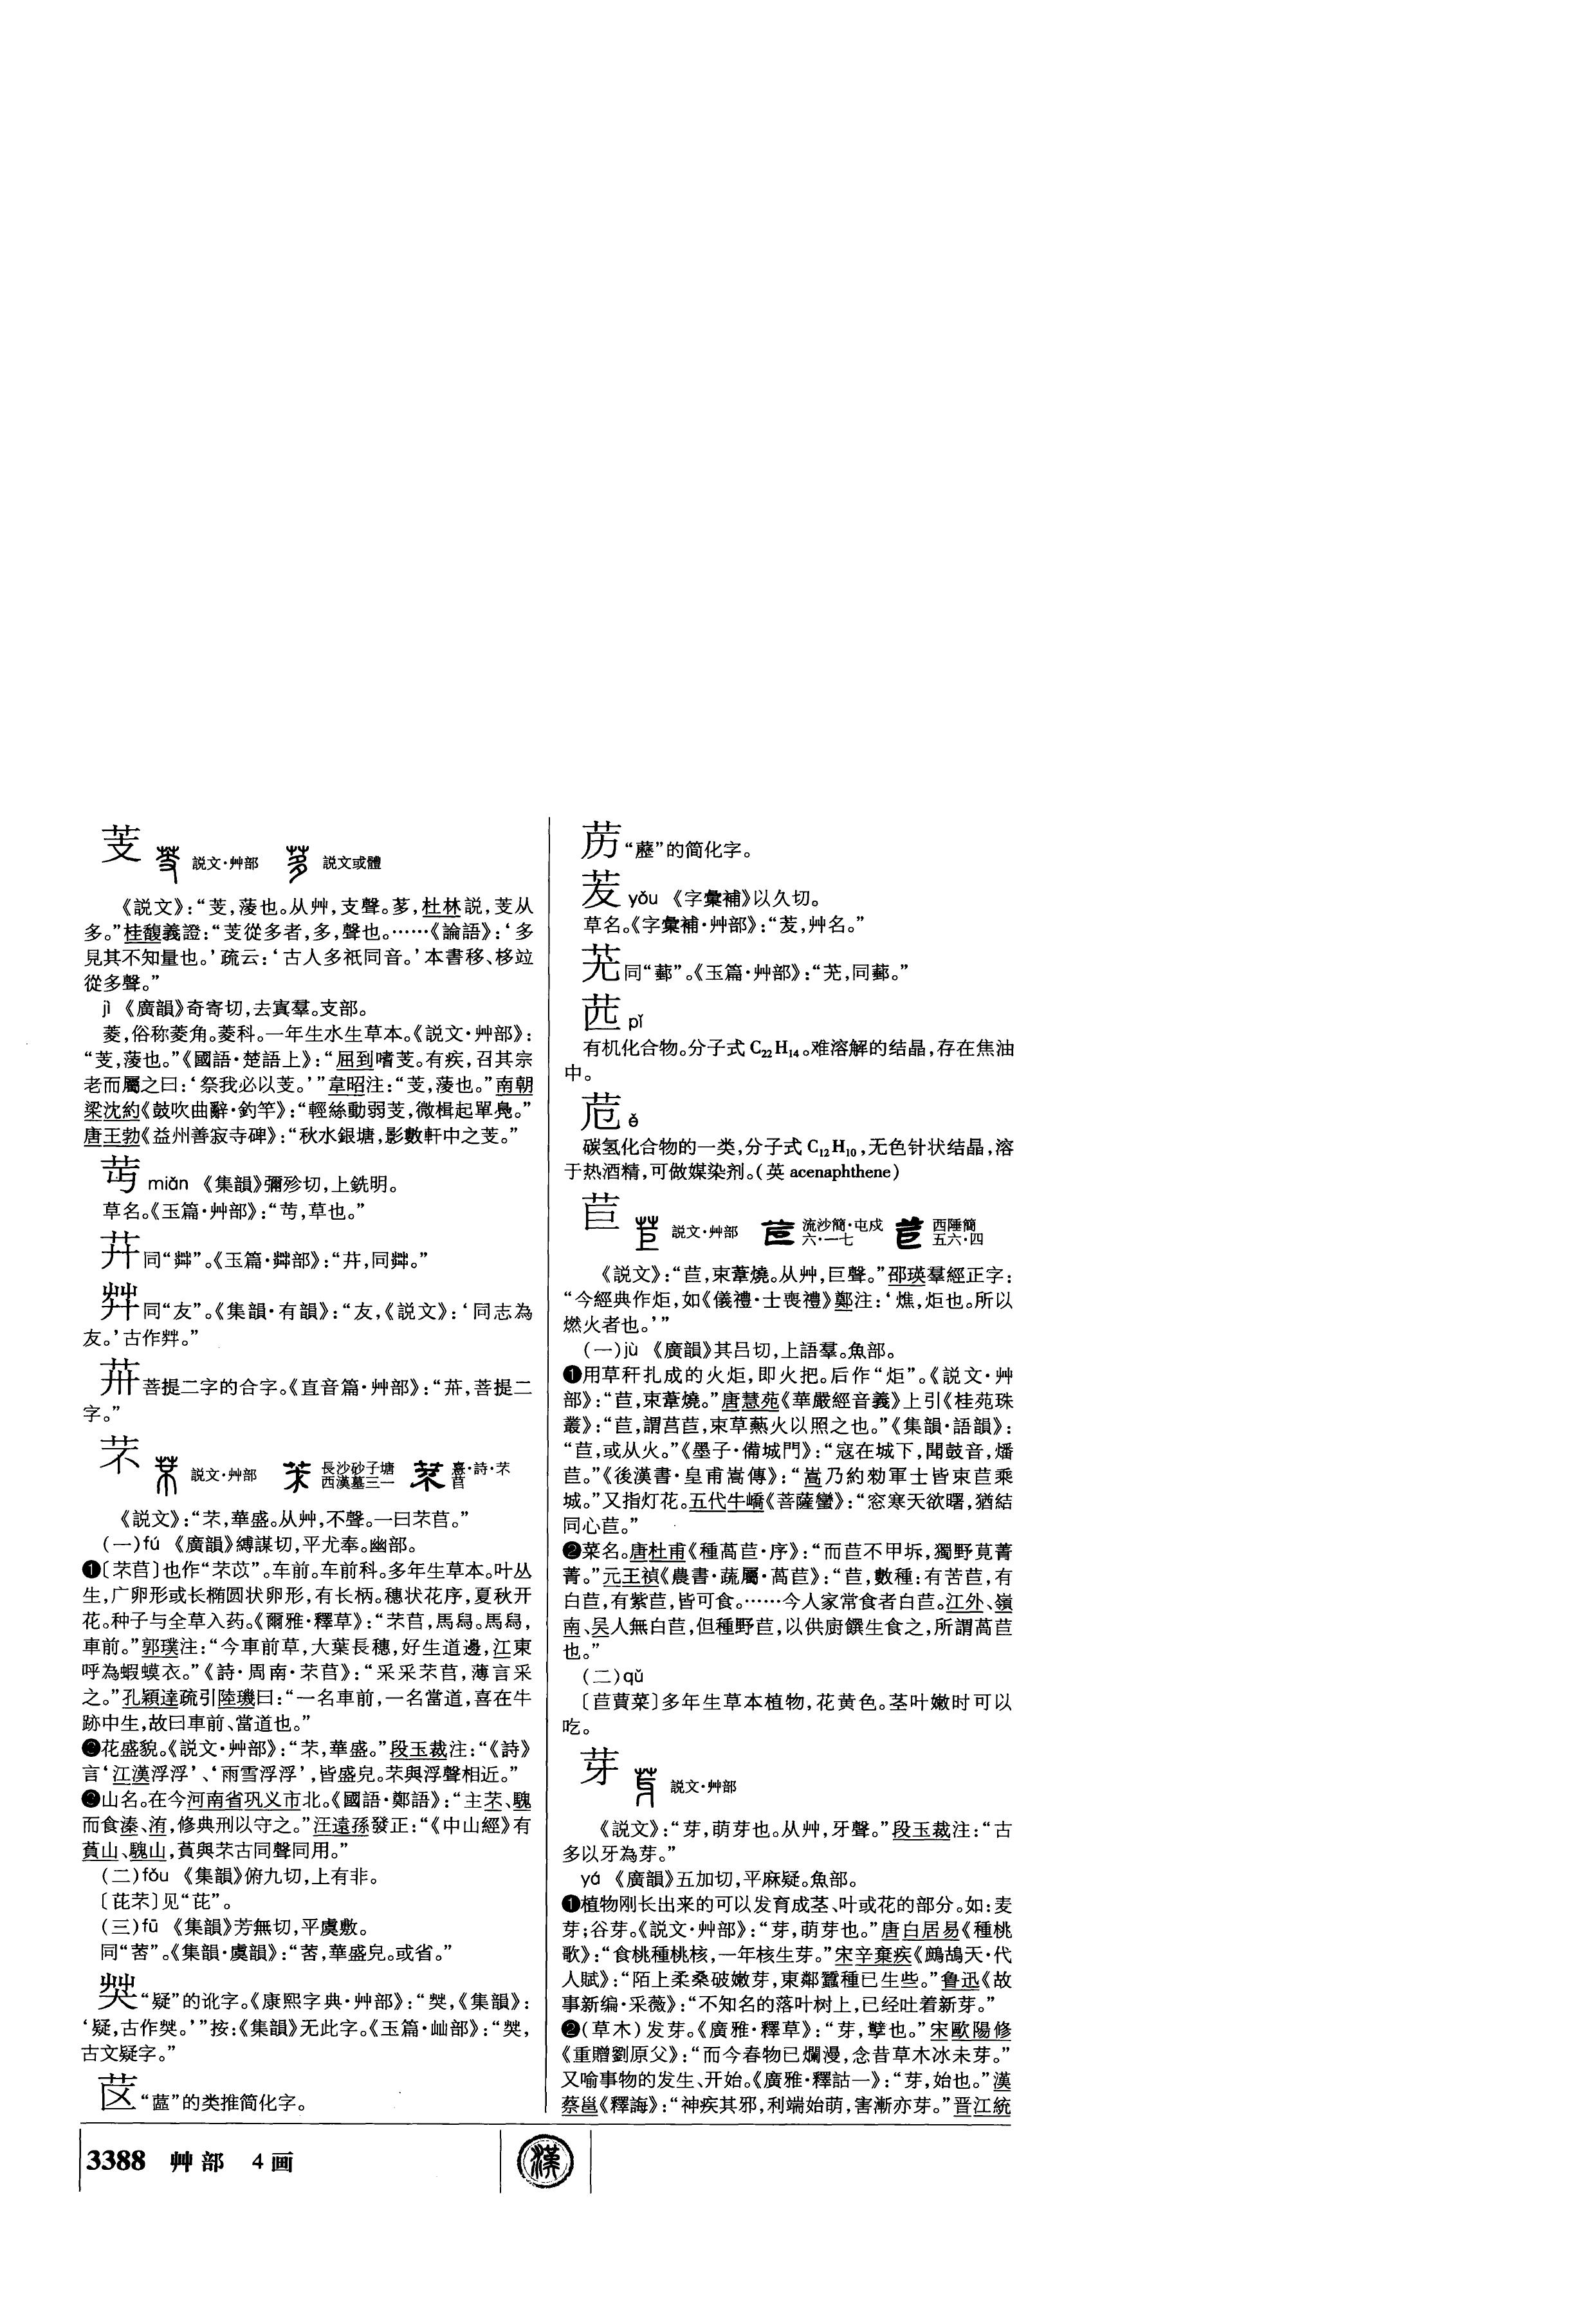 芰 説文·艸部 説文或體
《説文》：“芰，蔆也。从艸，支聲。茤，杜林説，芰从
多。”桂馥義證：“芰從多者，多，聲也。……《論語》：‘多
見其不知量也。’疏云：‘古人多祇同音。’本書移、栘竝
從多聲。”
jì 《廣韻》奇寄切，去寘羣。支部。
菱，俗称菱角。菱科。一年生水生草本。《説文·艸部》：
“芰，蔆也。”《國語·楚語上》：“屈到嗜芰。有疾，召其宗
老而屬之曰：‘祭我必以芰。’”韋昭注：“芰，蔆也。”南朝
梁沈約《鼓吹曲辭·釣竿》：“輕絲動弱芰，微楫起單鳧。”
唐王勃《益州善寂寺碑》：“秋水銀塘，影數軒中之芰。”
芇 miǎn 《集韻》彌殄切，上銑明。
草名。《玉篇·艸部》：“芇，草也。”
同“茻”。《玉篇·茻部》：“，同茻。”
同“友”。《集韻·有韻》：“友，《説文》：‘同志為
友。’古作。”
菩提二字的合字。《直音篇·艸部》：“，菩提二
字。”
芣 説文·艸部 長沙砂子塘西漢墓三一 熹·詩·芣苢
《説文》：“芣，華盛。从艸，不聲。一曰芣苢。”
(一)fú 《廣韻》縛謀切，平尤奉。幽部。
❶〔芣苢〕也作“芣苡”。车前。车前科。多年生草本。叶丛
生，广卵形或长椭圆状卵形，有长柄。穗状花序，夏秋开
花。种子与全草入药。《爾雅·釋草》：“芣苢，馬舄。馬舄，
車前。”郭璞注：“今車前草，大葉長穗，好生道邊，江東
呼為蝦蟆衣。”《詩·周南·芣苢》：“采采芣苢，薄言采
之。”孔穎達疏引陸璣曰：“一名車前，一名當道，喜在牛
跡中生，故曰車前、當道也。”
❷花盛貌。《説文·艸部》：“芣，華盛。”段玉裁注：“《詩》
言‘江漢浮浮’、‘雨雪浮浮’，皆盛皃。芣與浮聲相近。”
❸山名。在今河南省巩义市北。《國語·鄭語》：“主芣、騩
而食溱、洧，修典刑以守之。”汪遠孫發正：“《中山經》有
萯山、騩山，萯與芣古同聲同用。”
(二)fǒu 《集韻》俯九切，上有非。
〔芘芣〕见“芘”。
(三)fū 《集韻》芳無切，平虞敷。
同“荂”。《集韻·虞韻》：“荂，華盛皃。或省。”
“疑”的讹字。《康熙字典·艸部》：“，《集韻》：
‘疑，古作。’”按：《集韻》无此字。《玉篇·屾部》：“，
古文疑字。”
“蓲”的类推简化字。
苈“藶”的简化字。
苃 yǒu 《字彙補》以久切。
草名。《字彙補·艸部》：“苃，艸名。”
同“蘇”。《玉篇·艸部》：“，同蘇。”
苉 pǐ
有机化合物。分子式 C₂₂H₁₄。难溶解的结晶，存在焦油
中。
苊 è
碳氢化合物的一类，分子式 C₁₂H₁₀，无色针状结晶，溶
于热酒精，可做媒染剂。(英 acenaphthene)
苣 説文·艸部 流沙簡·屯戍六·一七 西陲簡五六·四
《説文》：“苣，束葦燒。从艸，巨聲。”邵瑛羣經正字：
“今經典作炬，如《儀禮·士喪禮》鄭注：‘燋，炬也。所以
燃火者也。’”
(一)jù 《廣韻》其吕切，上語羣。魚部。
❶用草秆扎成的火炬，即火把。后作“炬”。《説文·艸
部》：“苣，束葦燒。”唐慧苑《華嚴經音義》上引《桂苑珠
叢》：“苣，謂莒苣，束草爇火以照之也。”《集韻·語韻》：
“苣，或从火。”《墨子·備城門》：“寇在城下，聞鼓音，燔
苣。”《後漢書·皇甫嵩傳》：“嵩乃約勑軍士皆束苣乘
城。”又指灯花。五代牛嶠《菩薩蠻》：“窓寒天欲曙，猶結
同心苣。”
❷菜名。唐杜甫《種萵苣·序》：“而苣不甲坼，獨野莧菁
菁。”元王禎《農書·蔬屬·萵苣》：“苣，數種：有苦苣，有
白苣，有紫苣，皆可食。……今人家常食者白苣。江外、嶺
南、吴人無白苣，但種野苣，以供廚饌生食之，所謂萵苣
也。”
(二)qǔ
〔苣蕒菜〕多年生草本植物，花黄色。茎叶嫩时可以
吃。
芽 説文·艸部
《説文》：“芽，萌芽也。从艸，牙聲。”段玉裁注：“古
多以牙為芽。”
yá 《廣韻》五加切，平麻疑。魚部。
❶植物刚长出来的可以发育成茎、叶或花的部分。如：麦
芽；谷芽。《説文·艸部》：“芽，萌芽也。”唐白居易《種桃
歌》：“食桃種桃核，一年核生芽。”宋辛棄疾《鷓鴣天·代
人賦》：“陌上柔桑破嫩芽，東鄰蠶種已生些。”鲁迅《故
事新编·采薇》：“不知名的落叶树上，已经吐着新芽。”
❷(草木)发芽。《廣雅·釋草》：“芽，孼也。”宋歐陽修
《重贈劉原父》：“而今春物已爛漫，念昔草木冰未芽。”
又喻事物的发生、开始。《廣雅·釋詁一》：“芽，始也。”漢
蔡邕《釋誨》：“神疾其邪，利端始萌，害漸亦芽。”晋江統
3388 艸部 4画
漢